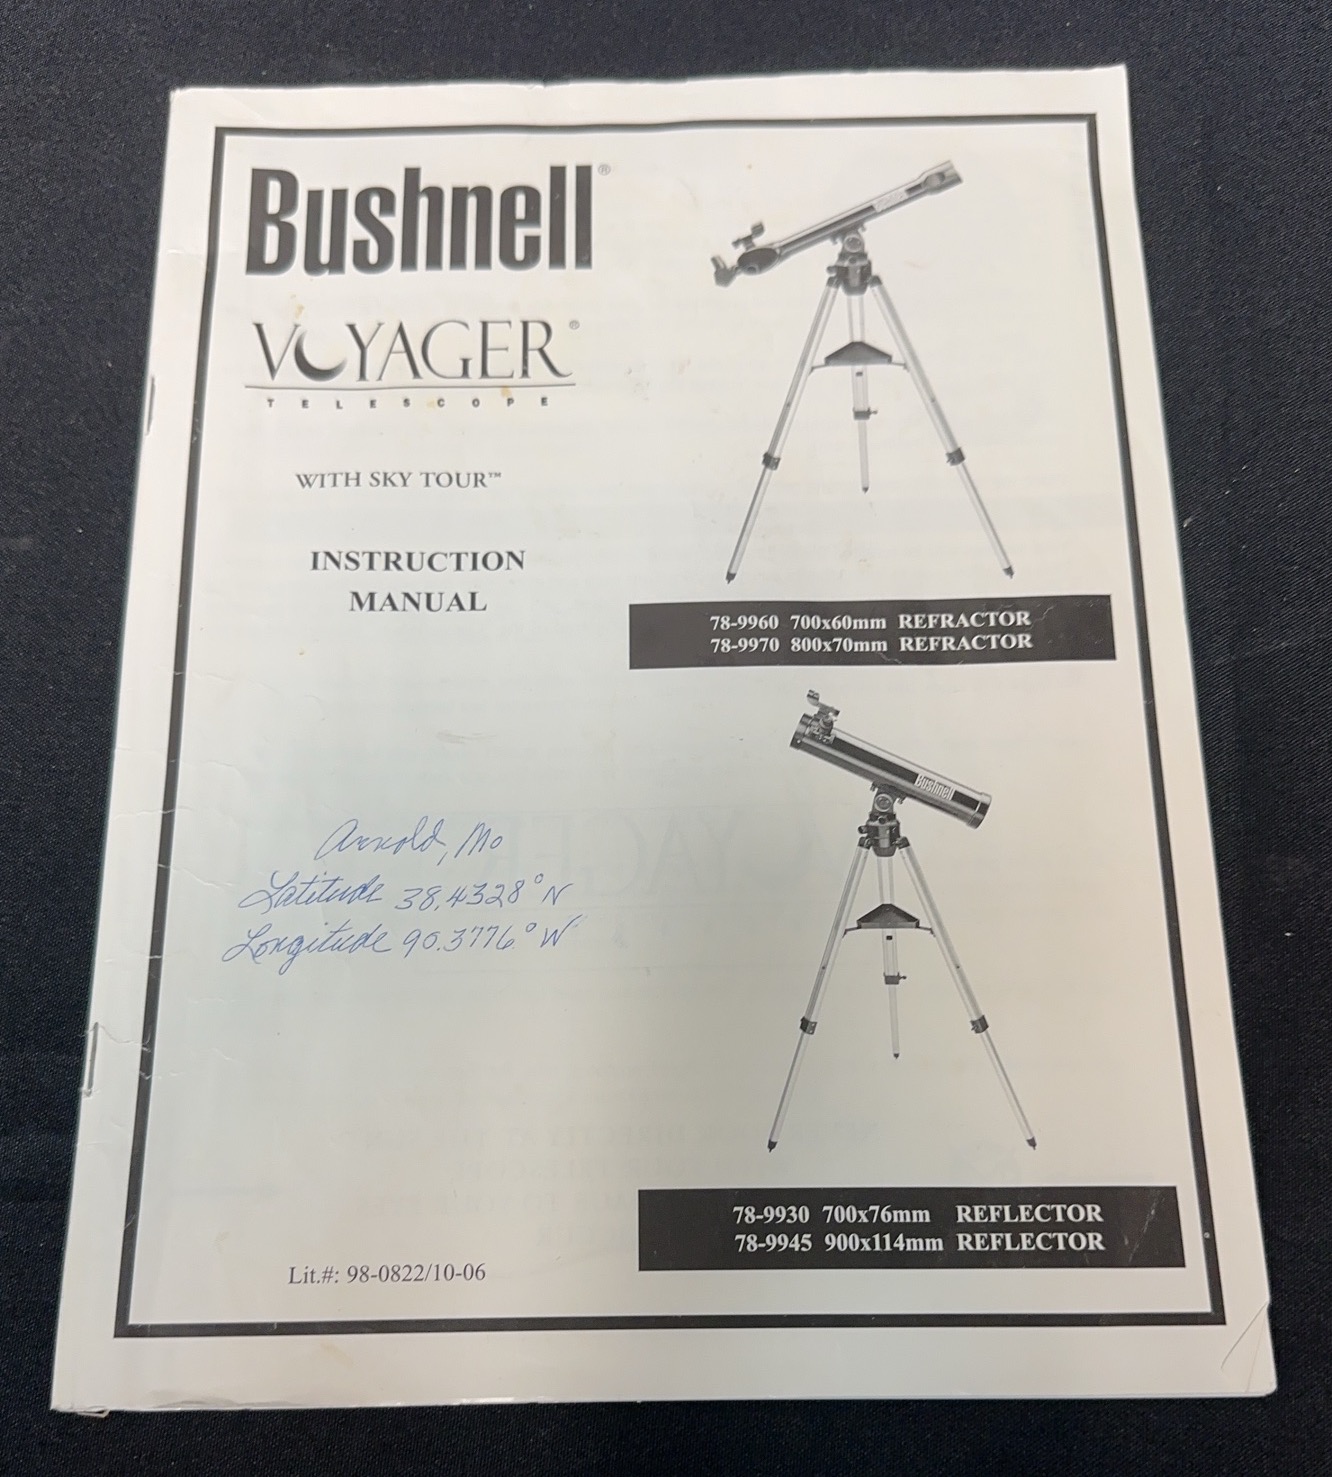 Bushnell®
VOYAGER®
TELESCOPE
WITH SKY TOUR™
INSTRUCTION
MANUAL
78-9960 700x60mm REFRACTOR
78-9970 800x70mm REFRACTOR
Bushnell
Arnold, Mo
Latitude 38.4328° N
Longitude 90.3776° W
78-9930 700x76mm REFLECTOR
78-9945 900x114mm REFLECTOR
Lit.#: 98-0822/10-06